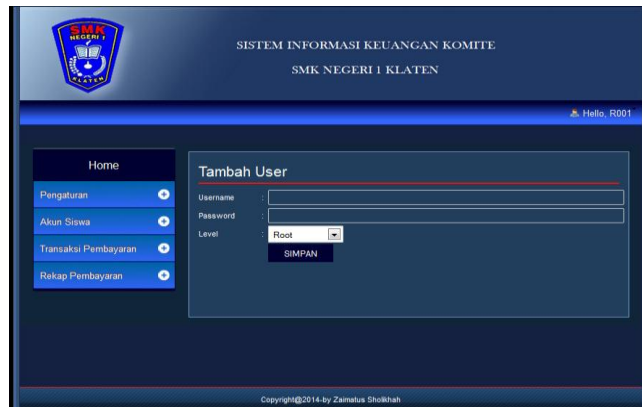 SMK
NEGERI 1
KLATEN
SISTEM INFORMASI KEUANGAN KOMITE
SMK NEGERI 1 KLATEN
Hello, R001
Home
Pengaturan
Akun Siswa
Transaksi Pembayaran
Rekap Pembayaran
Tambah User
Username :
Password :
Level : Root
SIMPAN
Copyright@2014-by Zaimatus Sholikhah